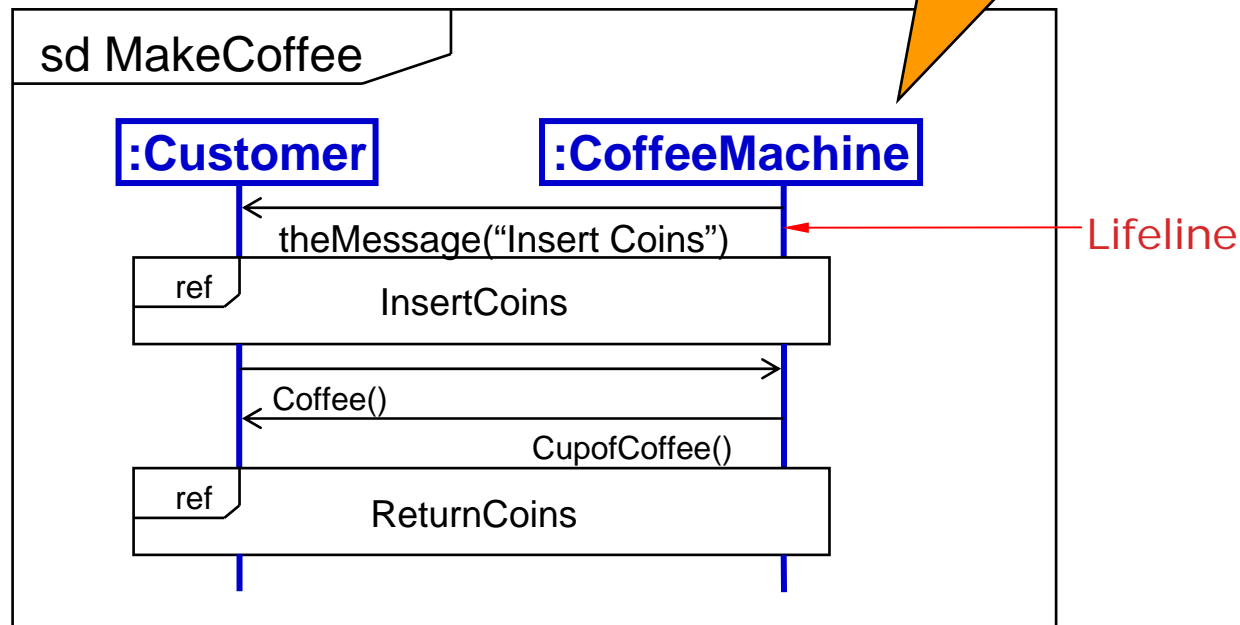 sd MakeCoffee
:Customer
:CoffeeMachine
theMessage(“Insert Coins”)
Lifeline
ref
InsertCoins
Coffee()
CupofCoffee()
ref
ReturnCoins